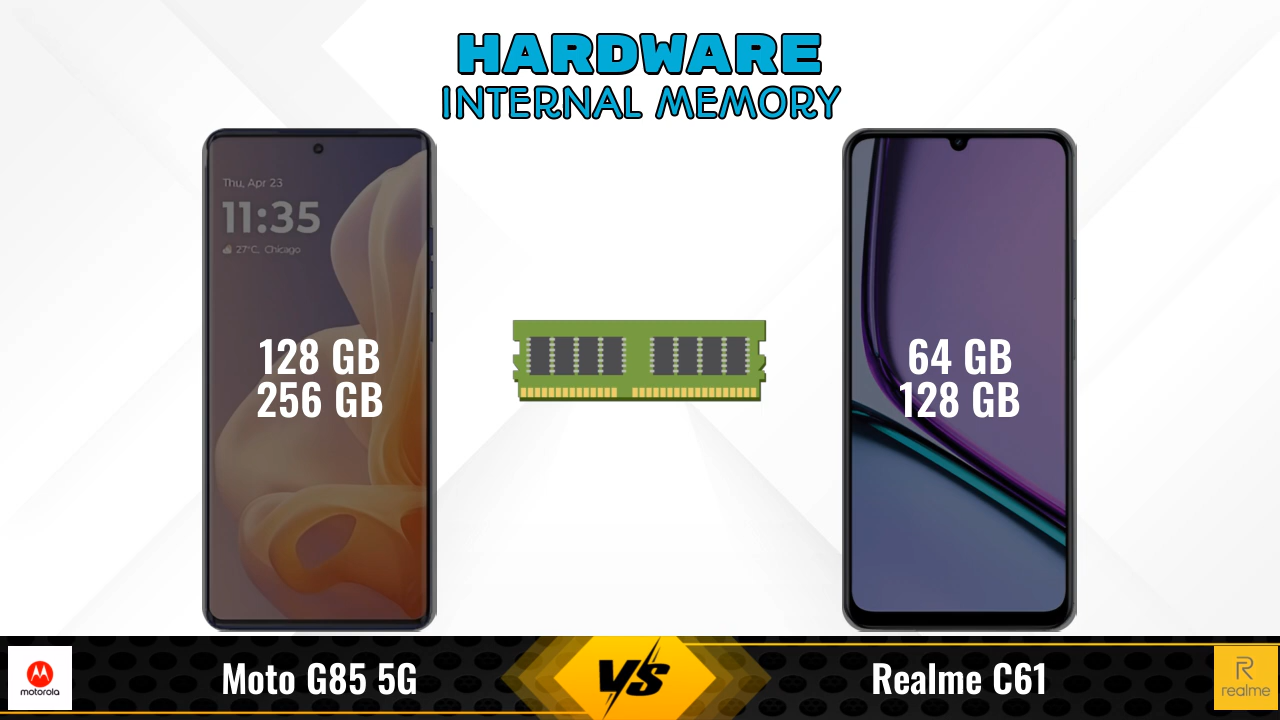 HARDWARE
INTERNAL MEMORY
Thu, Apr 23
11:35
27°C, Chicago
128 GB
256 GB
64 GB
128 GB
motorola
Moto G85 5G
VS
Realme C61
R
realme